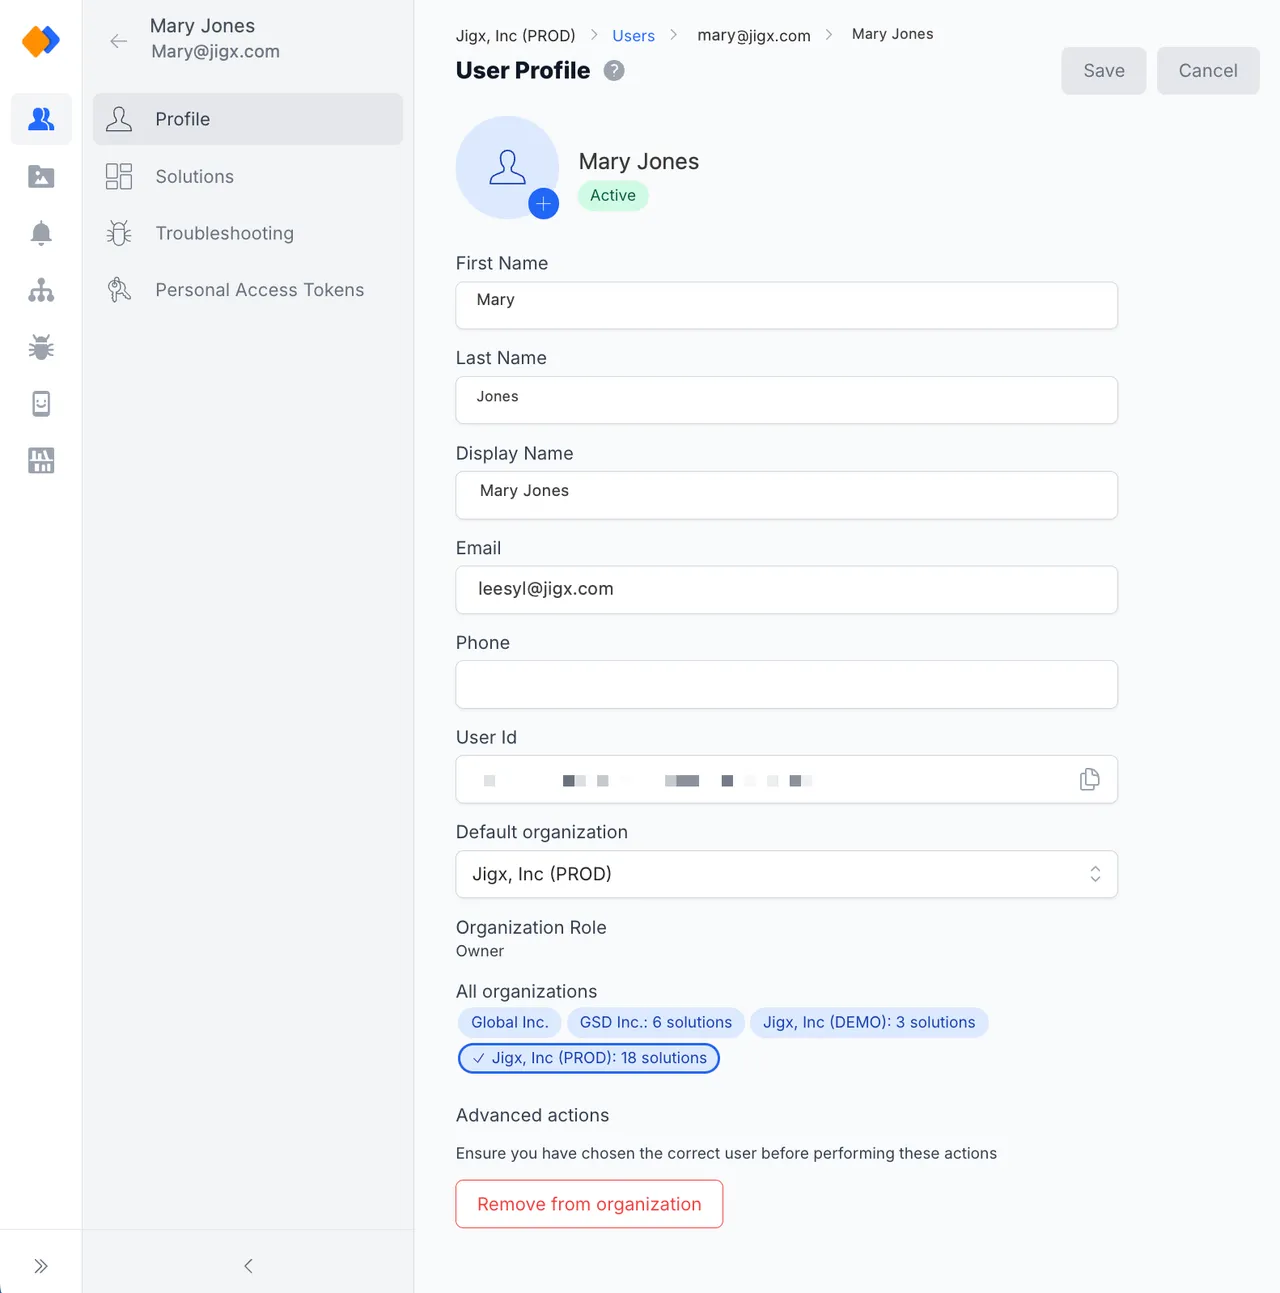 Mary Jones
Mary@jigx.com
Profile
Solutions
Troubleshooting
Personal Access Tokens
Jigx, Inc (PROD) > Users > mary@jigx.com > Mary Jones
User Profile ?
Save
Cancel
Mary Jones
Active
First Name
Mary
Last Name
Jones
Display Name
Mary Jones
Email
leesyl@jigx.com
Phone
User Id
Default organization
Jigx, Inc (PROD)
Organization Role
Owner
All organizations
Global Inc.
GSD Inc.: 6 solutions
Jigx, Inc (DEMO): 3 solutions
✓ Jigx, Inc (PROD): 18 solutions
Advanced actions
Ensure you have chosen the correct user before performing these actions
Remove from organization